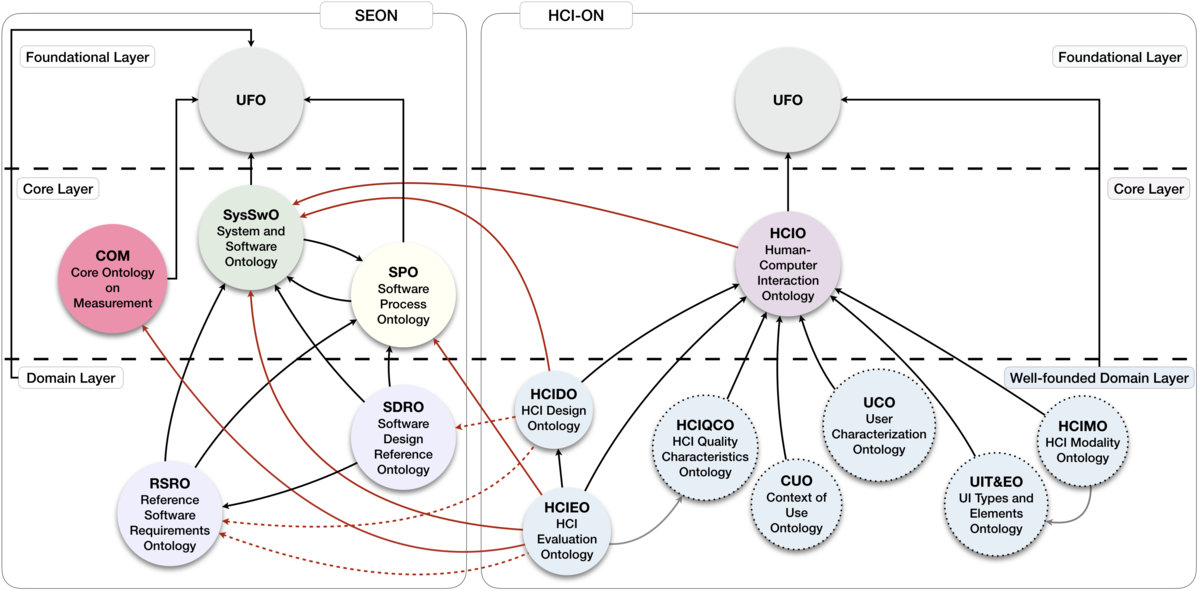 SEON
HCI-ON
Foundational Layer
UFO
UFO
Foundational Layer
Core Layer
Core Layer
SysSwO
System and
Software
Ontology
COM
Core Ontology
on
Measurement
SPO
Software
Process
Ontology
HCIO
Human-
Computer
Interaction
Ontology
Domain Layer
Well-founded Domain Layer
SDRO
Software
Design
Reference
Ontology
RSRO
Reference
Software
Requirements
Ontology
HCIDO
HCI Design
Ontology
HCIEO
HCI
Evaluation
Ontology
HCIQCO
HCI Quality
Characteristics
Ontology
CUO
Context of
Use
Ontology
UCO
User
Characterization
Ontology
UIT&EO
UI Types and
Elements
Ontology
HCIMO
HCI Modality
Ontology